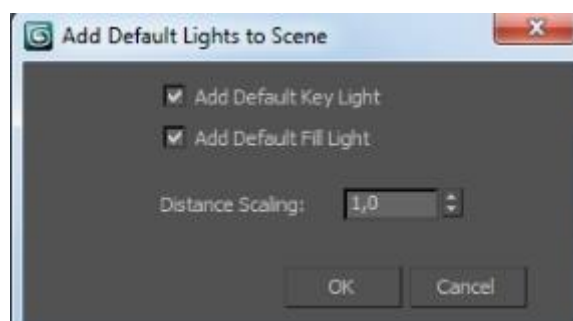 Add Default Lights to Scene
Add Default Key Light
Add Default Fill Light
Distance Scaling: 1,0
OK Cancel